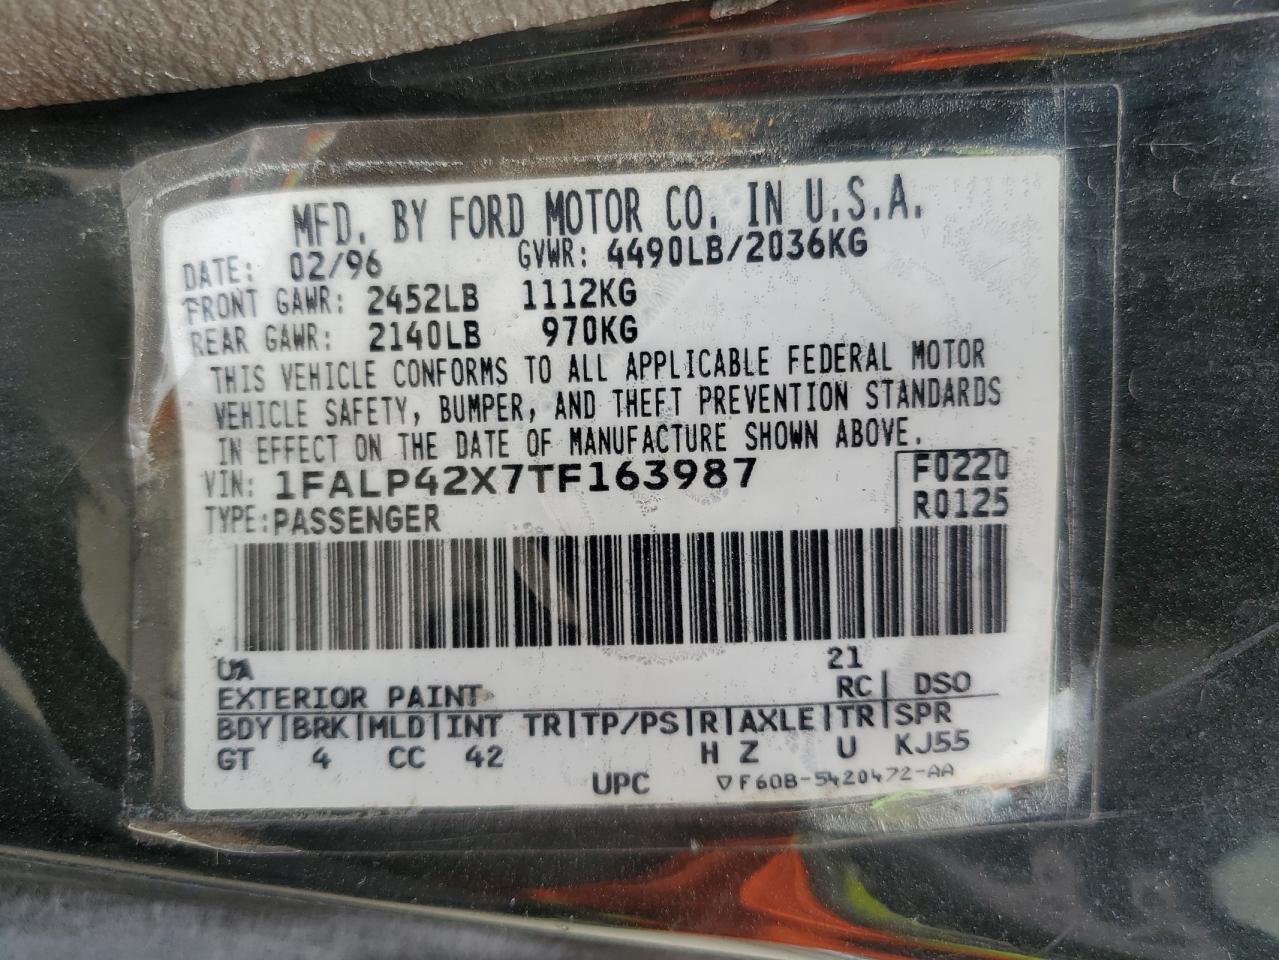 MFD. BY FORD MOTOR CO. IN U.S.A.
DATE: 02/96 GVWR: 4490LB/2036KG
FRONT GAWR: 2452LB 1112KG
REAR GAWR: 2140LB 970KG
THIS VEHICLE CONFORMS TO ALL APPLICABLE FEDERAL MOTOR
VEHICLE SAFETY, BUMPER, AND THEFT PREVENTION STANDARDS
IN EFFECT ON THE DATE OF MANUFACTURE SHOWN ABOVE.
VIN: 1FALP42X7TF163987 F0220
TYPE: PASSENGER R0125
UA 21
EXTERIOR PAINT RC| DSO
BDY|BRK|MLD|INT TR|TP/PS|R|AXLE|TR|SPR
GT 4 CC 42 H Z U KJ55
UPC ▽F60B-5420472-AA